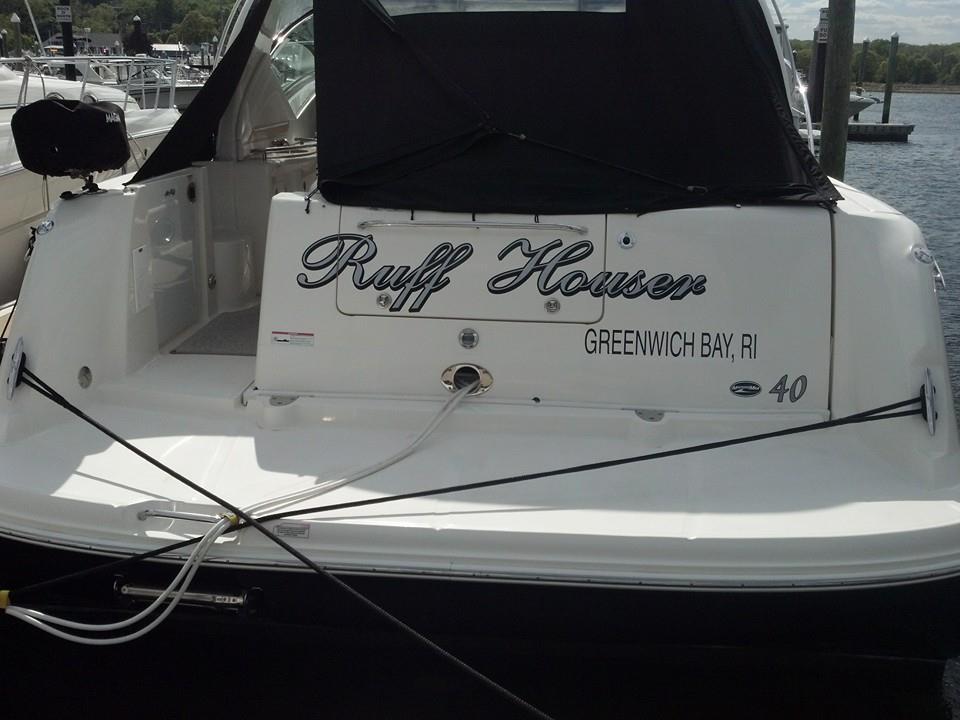 Ruff Houser
GREENWICH BAY, RI
40